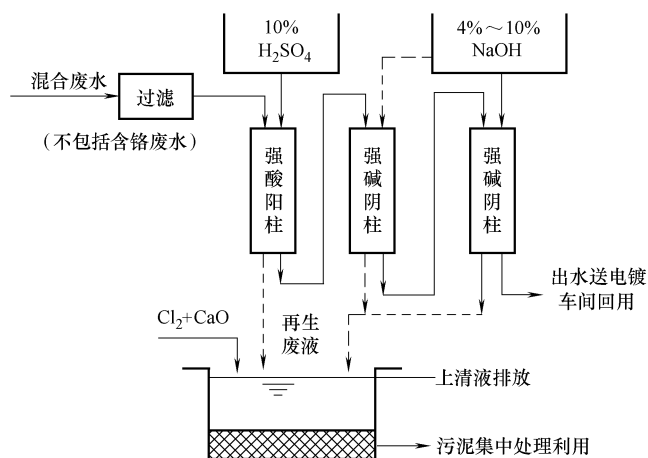 10%
H₂SO₄
4%～10%
NaOH
混合废水
过滤
（不包括含铬废水）
强酸阳柱
强碱阴柱
强碱阴柱
出水送电镀
车间回用
Cl₂+CaO
再生
废液
上清液排放
污泥集中处理利用